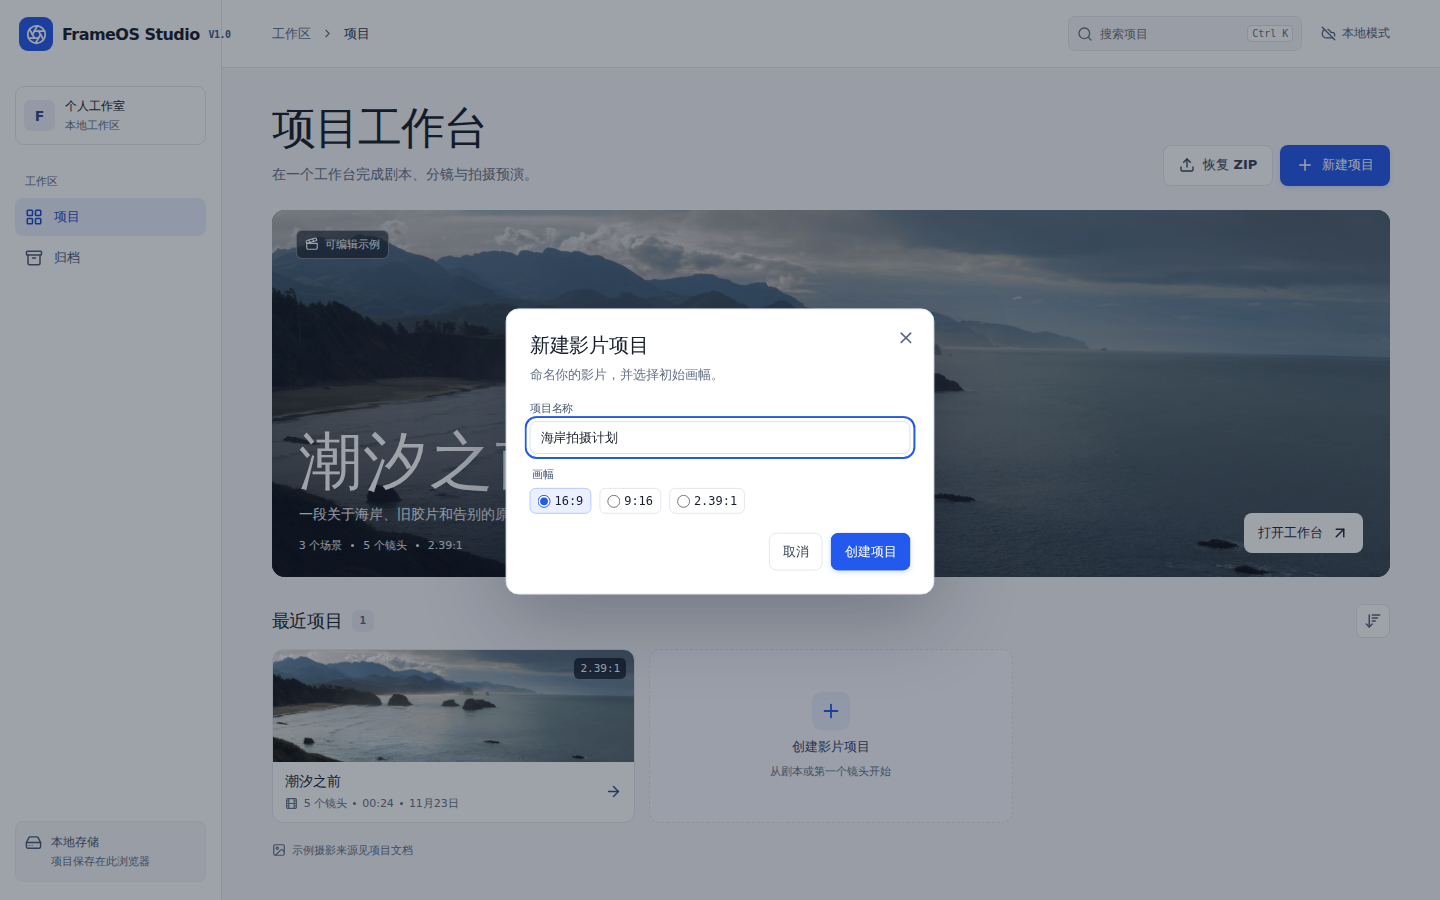 FrameOS Studio V1.0
工作区 > 项目
搜索项目 Ctrl K
本地模式
F
个人工作室
本地工作区
工作区
项目
归档
项目工作台
在一个工作台完成剧本、分镜与拍摄预演。
恢复 ZIP
新建项目
可编辑示例
潮汐之
一段关于海岸、旧胶片和告别的原
3 个场景 • 5 个镜头 • 2.39:1
打开工作台
新建影片项目
命名你的影片，并选择初始画幅。
项目名称
海岸拍摄计划
画幅
16:9
9:16
2.39:1
取消
创建项目
最近项目 1
2.39:1
潮汐之前
5 个镜头 • 00:24 • 11月23日
创建影片项目
从剧本或第一个镜头开始
本地存储
项目保存在此浏览器
示例摄影来源见项目文档